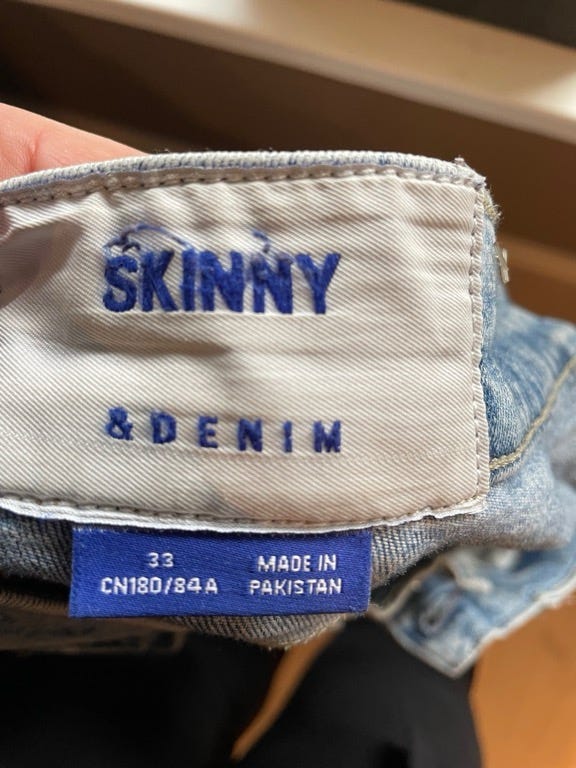 SKINNY
& DENIM
33
CN180/84A
MADE IN
PAKISTAN